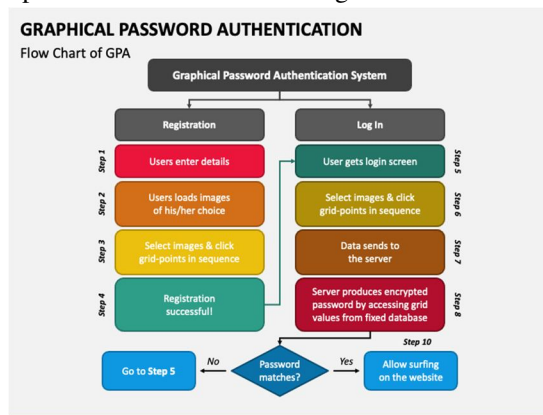 GRAPHICAL PASSWORD AUTHENTICATION
Flow Chart of GPA
Graphical Password Authentication System
Registration
Log In
Step 1
Users enter details
User gets login screen
Step 5
Step 2
Users loads images
of his/her choice
Select images & click
grid-points in sequence
Step 6
Step 3
Select images & click
grid-points in sequence
Data sends to
the server
Step 7
Step 4
Registration
successful!
Server produces encrypted
password by accessing grid
values from fixed database
Step 8
Step 10
Go to Step 5
No
Password
matches?
Yes
Allow surfing
on the website